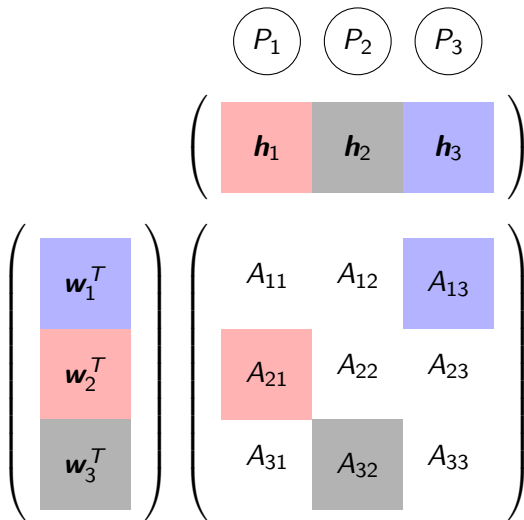 P₁ P₂ P₃
( h₁ h₂ h₃ )
w₁ᵀ A₁₁ A₁₂ A₁₃
w₂ᵀ A₂₁ A₂₂ A₂₃
w₃ᵀ A₃₁ A₃₂ A₃₃